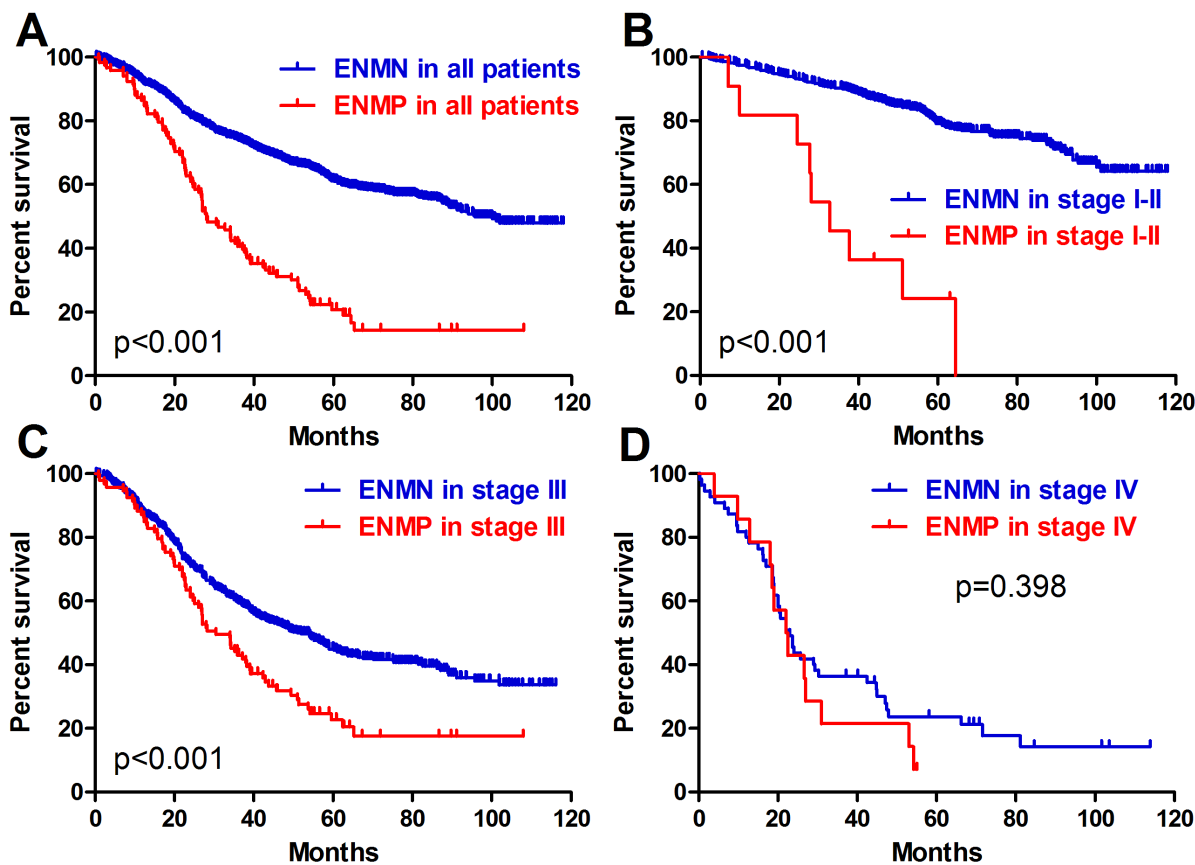 A
Percent survival
100
80
60
40
20
0
ENMN in all patients
ENMP in all patients
p<0.001
0 20 40 60 80 100 120
Months
B
Percent survival
100
80
60
40
20
0
ENMN in stage I-II
ENMP in stage I-II
p<0.001
0 20 40 60 80 100 120
Months
C
Percent survival
100
80
60
40
20
0
ENMN in stage III
ENMP in stage III
p<0.001
0 20 40 60 80 100 120
Months
D
Percent survival
100
80
60
40
20
0
ENMN in stage IV
ENMP in stage IV
p=0.398
0 20 40 60 80 100 120
Months